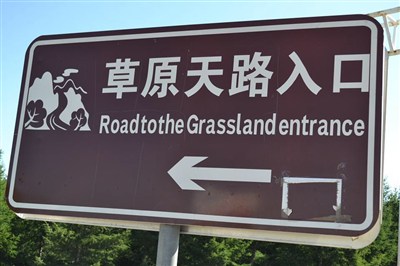 草原天路入口
Roadtothe Grasslandentrance